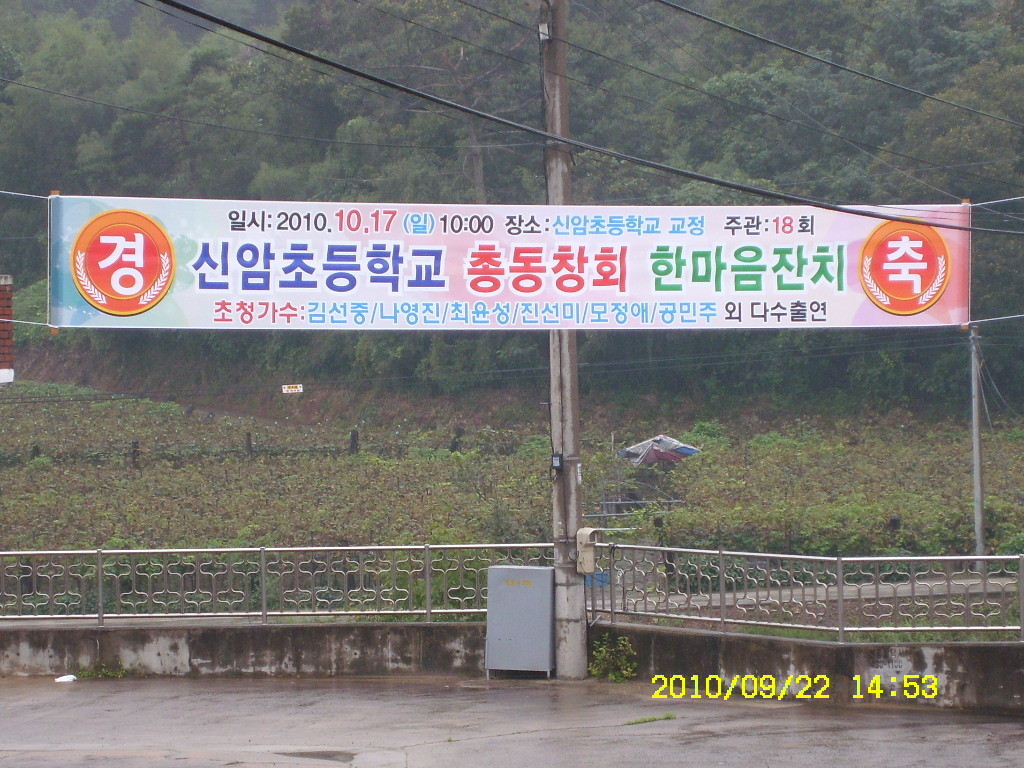 일시:2010.10.17(일) 10:00 장소:신암초등학교 교정 주관:18회
경 신암초등학교 총동창회 한마음잔치 축
초청가수:김선중/나영진/최윤성/진선미/모정애/공민주 외 다수출연
2010/09/22 14:53